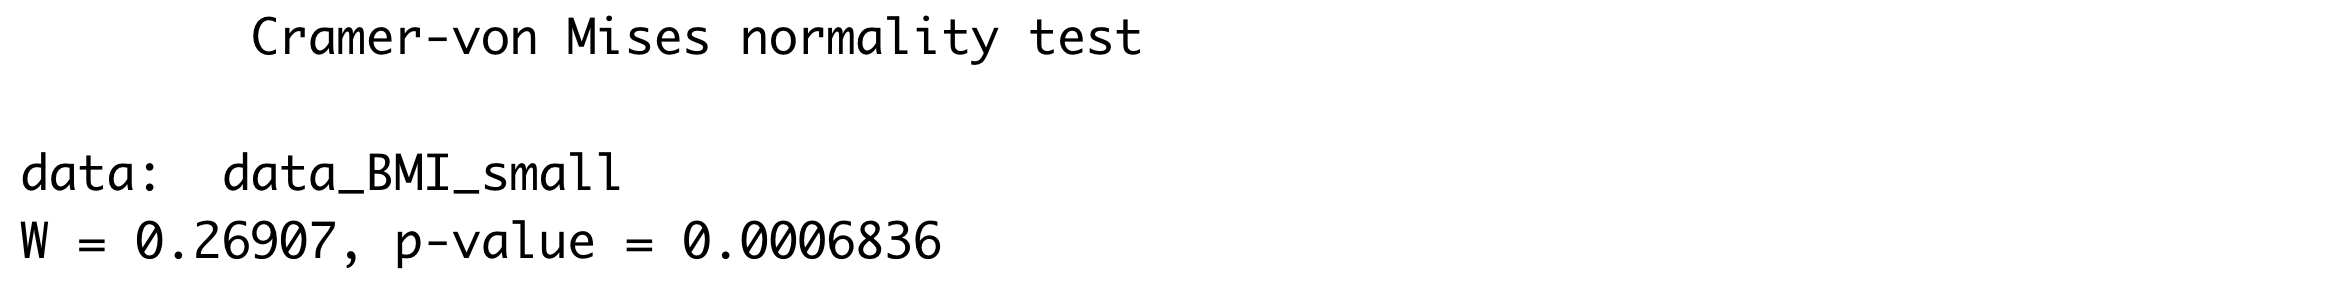 Cramer-von Mises normality test
data:  data_BMI_small
W = 0.26907, p-value = 0.0006836